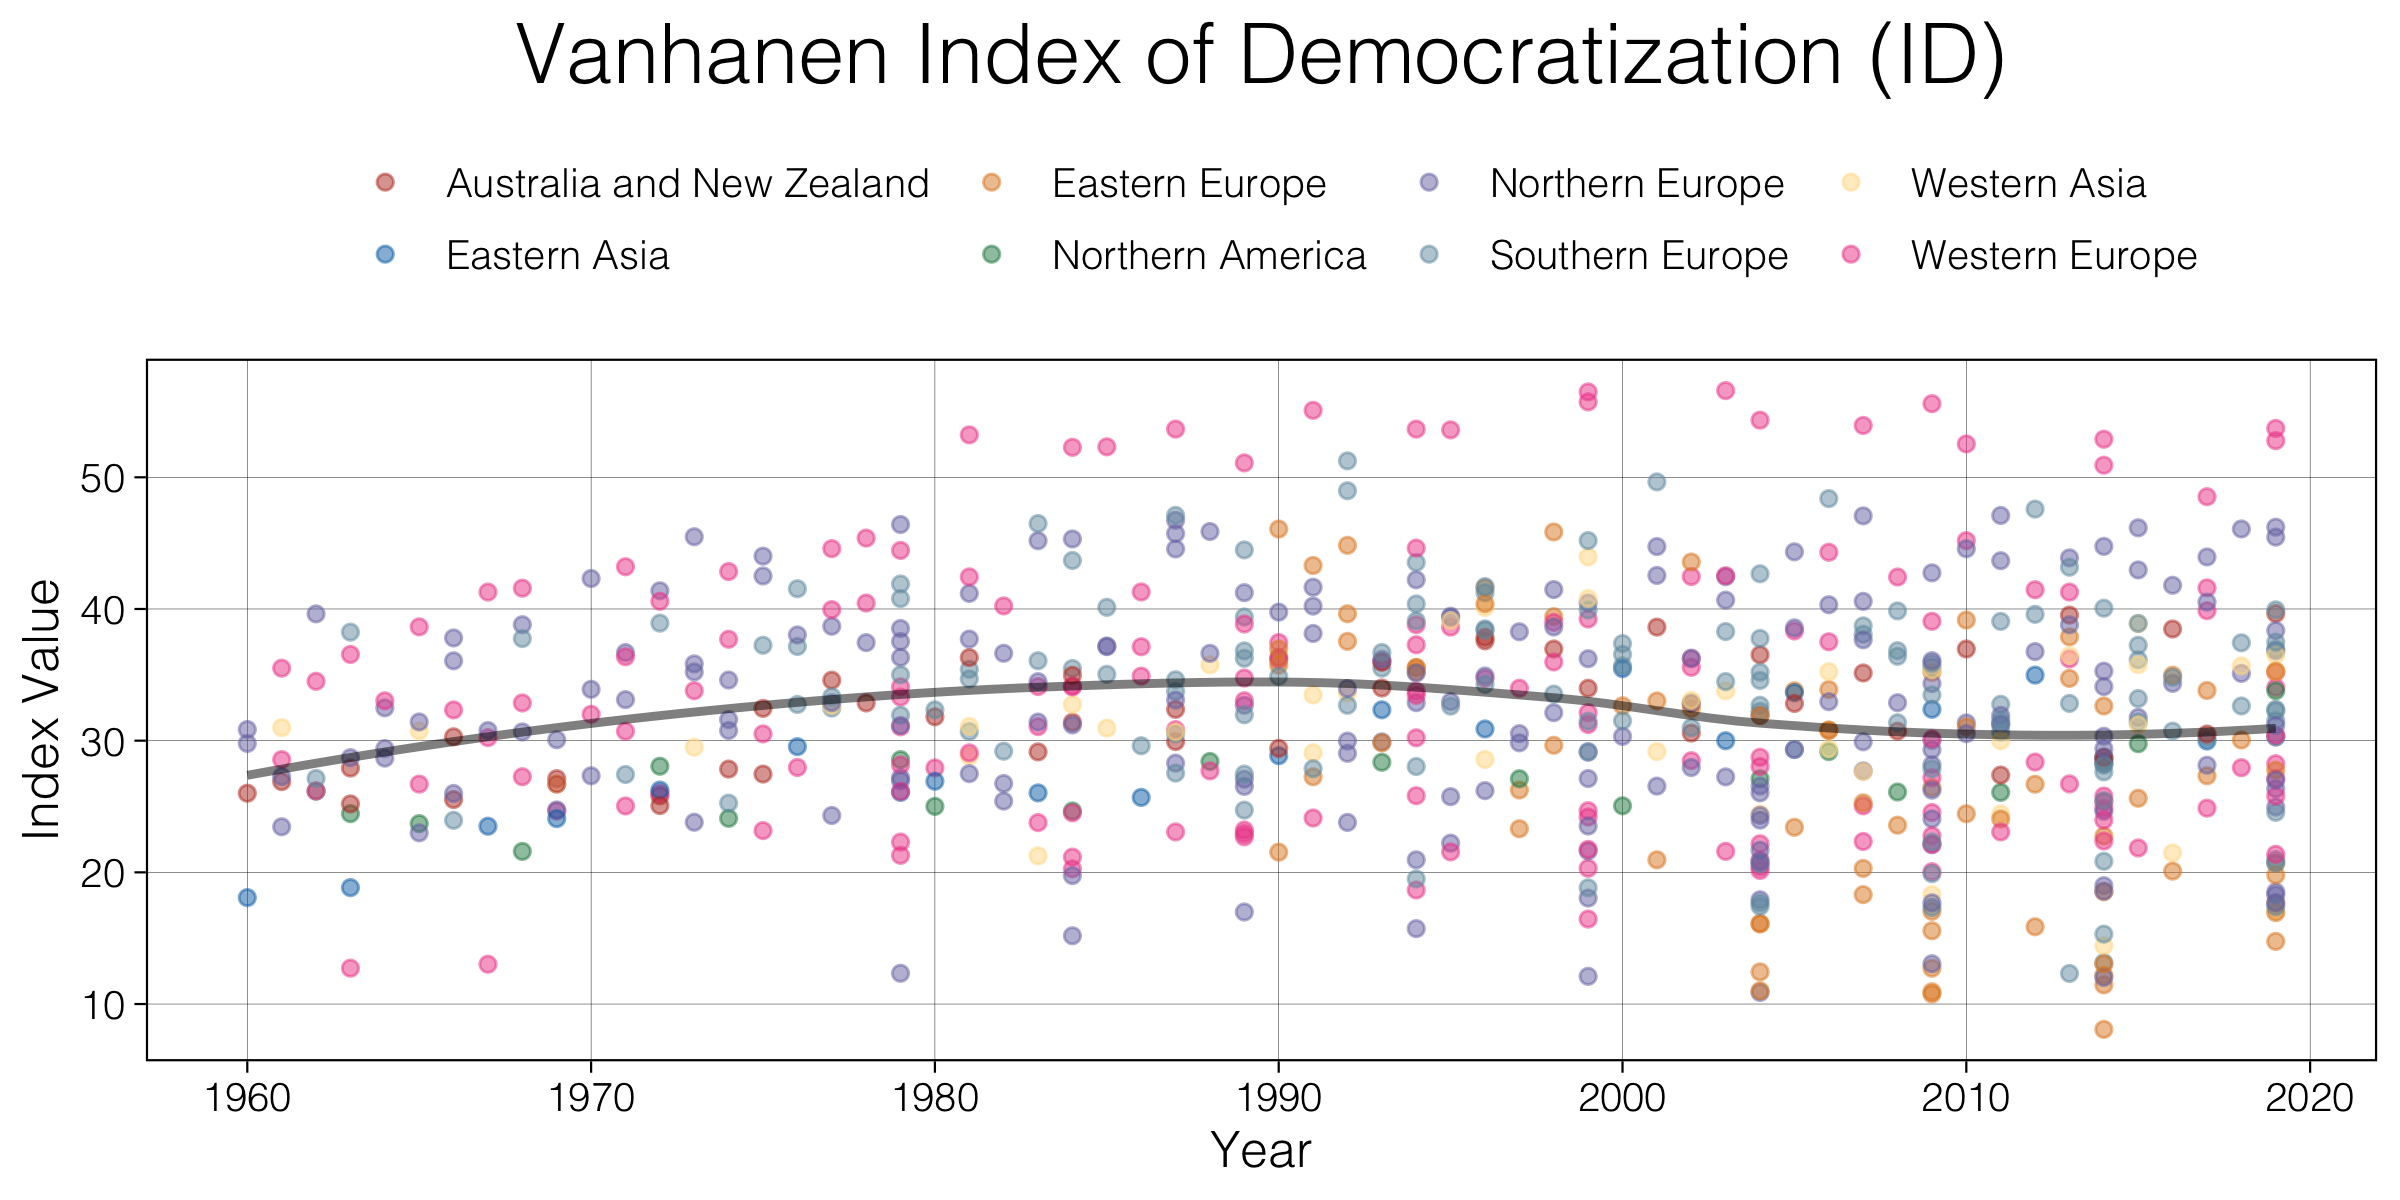 Vanhanen Index of Democratization (ID)
Australia and New Zealand
Eastern Europe
Northern Europe
Western Asia
Eastern Asia
Northern America
Southern Europe
Western Europe
Index Value
50
40
30
20
10
1960
1970
1980
1990
2000
2010
2020
Year